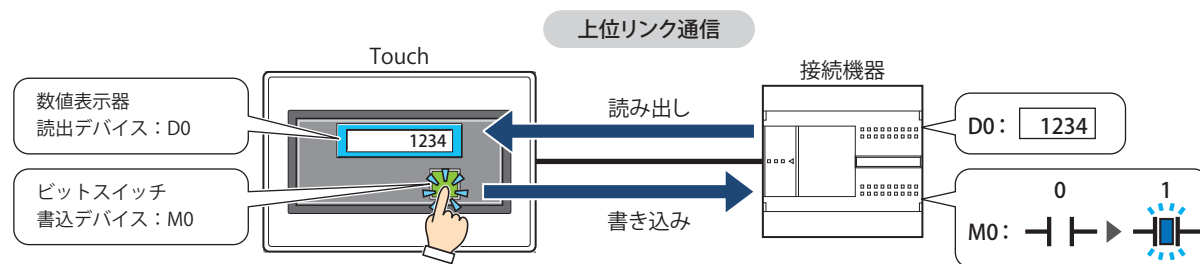 上位リンク通信
Touch
接続機器
数値表示器
読出デバイス：D0
1234
読み出し
D0：
1234
ビットスイッチ
書込デバイス：M0
書き込み
0
1
M0：